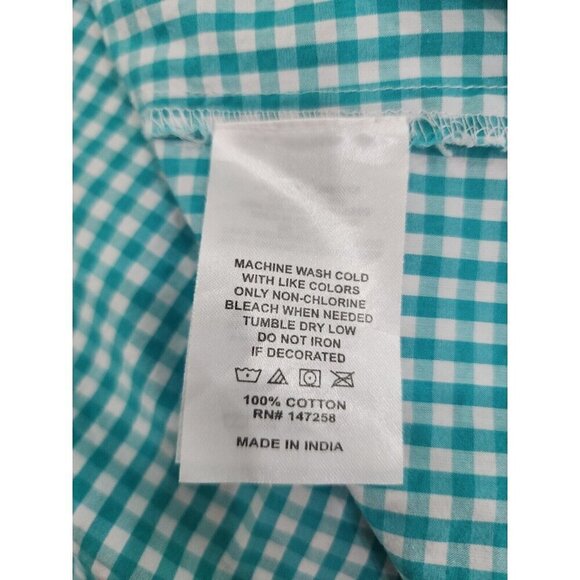 MACHINE WASH COLD
WITH LIKE COLORS
ONLY NON-CHLORINE
BLEACH WHEN NEEDED
TUMBLE DRY LOW
DO NOT IRON
IF DECORATED
100% COTTON
RN# 147258
MADE IN INDIA